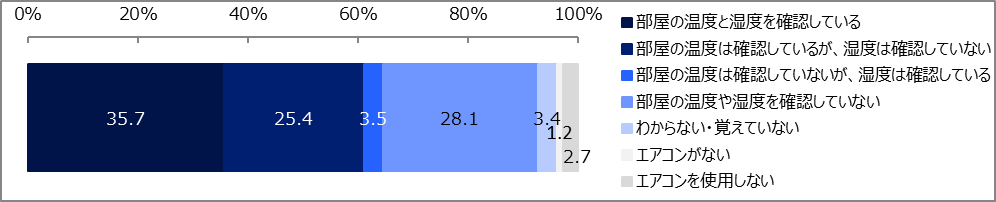 0% 20% 40% 60% 80% 100%
35.7 25.4 3.5 28.1 3.4 1.2 2.7
部屋の温度と湿度を確認している
部屋の温度は確認しているが、湿度は確認していない
部屋の温度は確認していないが、湿度は確認している
部屋の温度や湿度を確認していない
わからない・覚えていない
エアコンがない
エアコンを使用しない